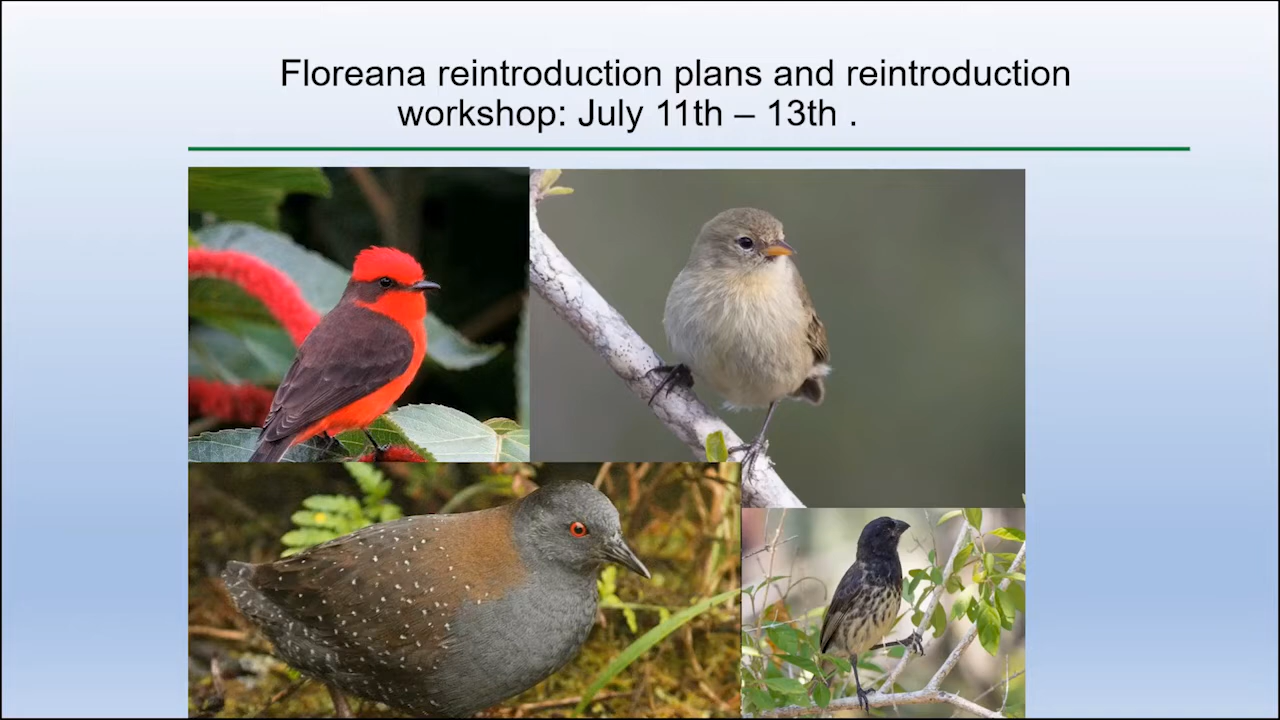 Floreana reintroduction plans and reintroduction
workshop: July 11th – 13th .